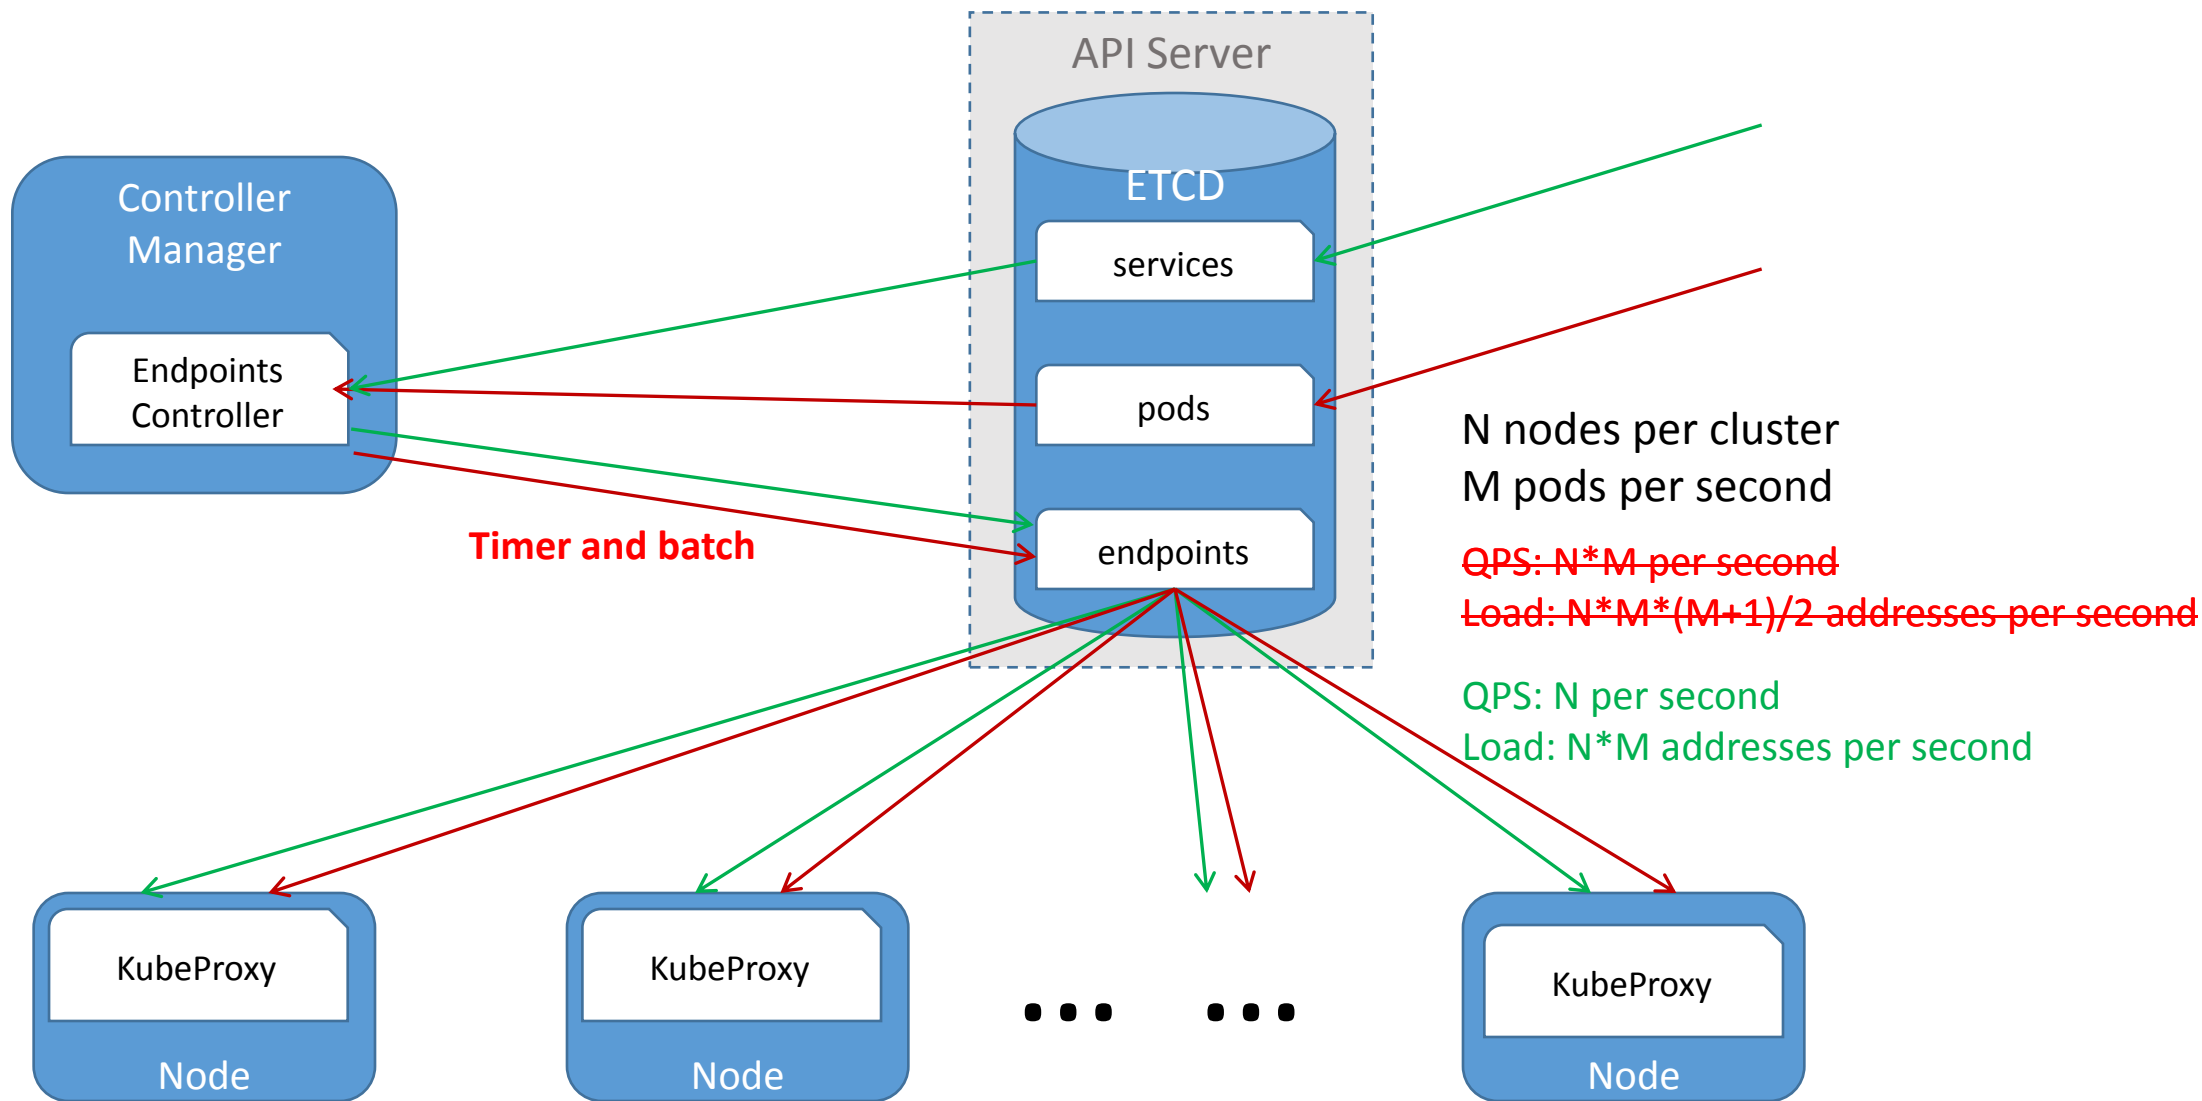 API Server
ETCD
services
pods
endpoints
Controller
Manager
Endpoints
Controller
Timer and batch
N nodes per cluster
M pods per second
QPS: N*M per second
Load: N*M*(M+1)/2 addresses per second
QPS: N per second
Load: N*M addresses per second
KubeProxy
Node
KubeProxy
Node
... ...
KubeProxy
Node